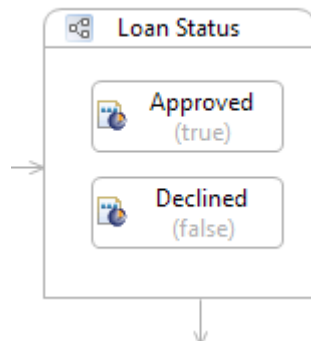 Loan Status
Approved
(true)
Declined
(false)